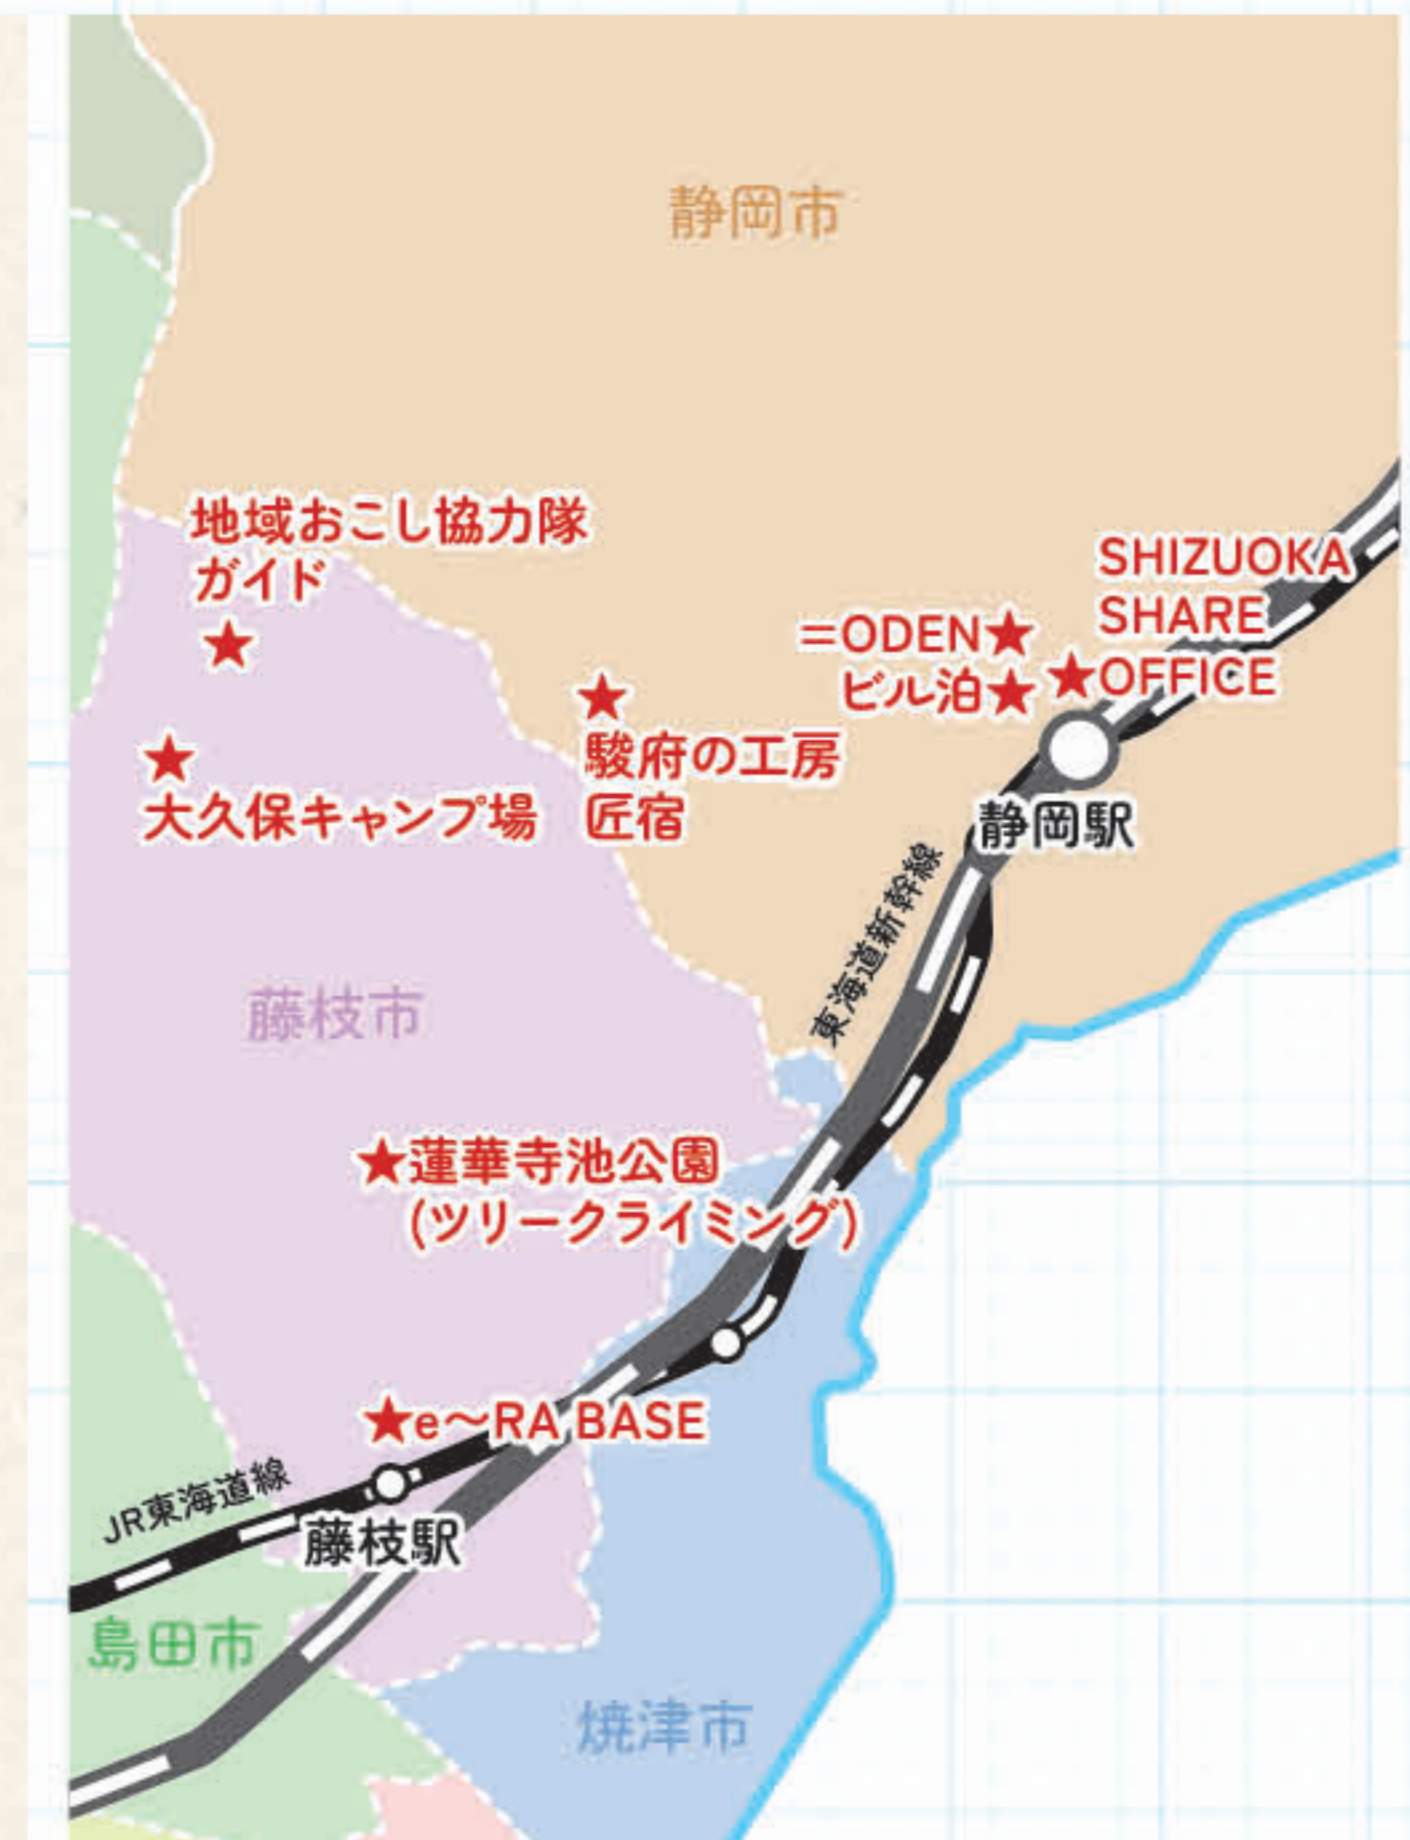 静岡市
地域おこし協力隊
ガイド
★
SHIZUOKA
SHARE
★OFFICE
=ODEN★
ビル泊★
★
駿府の工房
匠宿
★
大久保キャンプ場
静岡駅
東海道新幹線
藤枝市
★蓮華寺池公園
(ツリークライミング)
★e〜RA BASE
JR東海道線
藤枝駅
島田市
焼津市